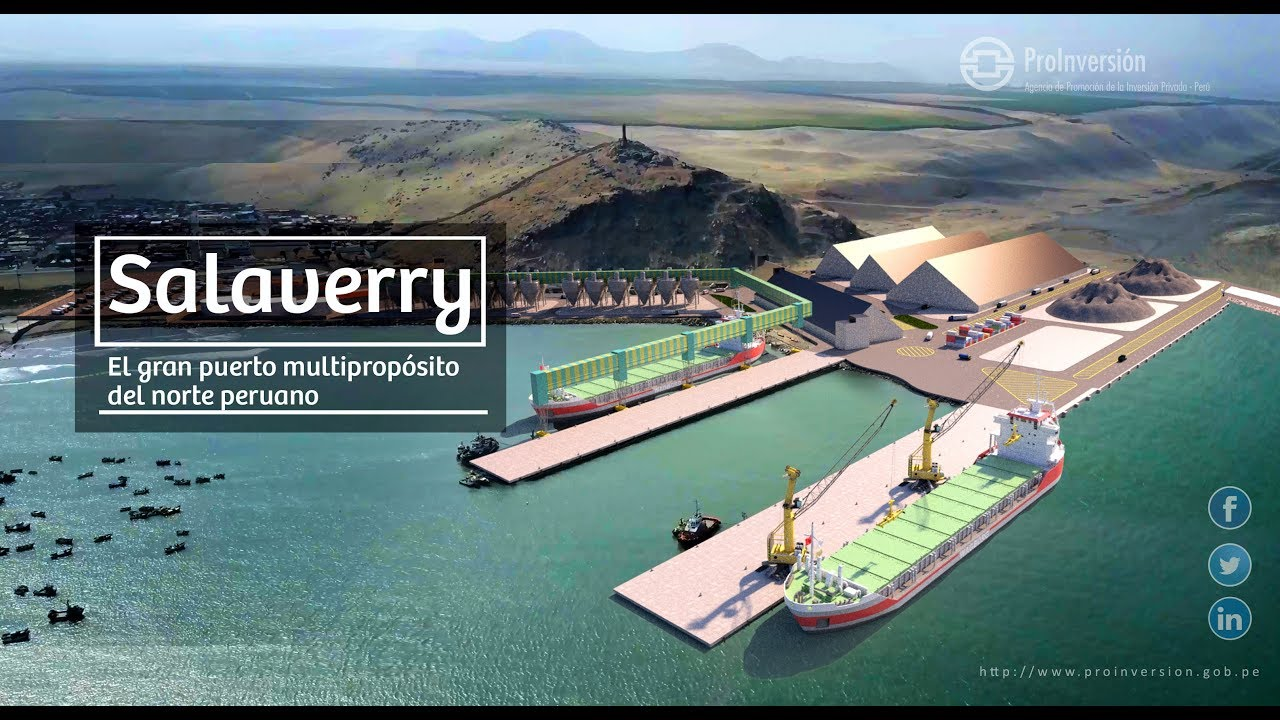 ProInversión
Agencia de Promoción de la Inversión Privada - Perú
Salaverry
El gran puerto multipropósito
del norte peruano
http://www.proinversion.gob.pe